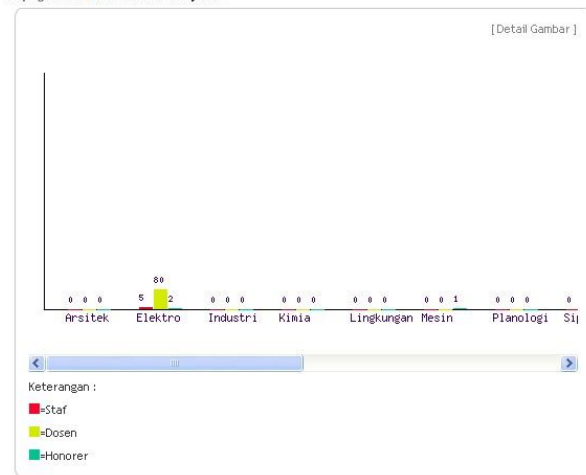 [Detail Gambar ]
80
5 2
0 0 0 0 0 0 0 0 0 0 0 0 0 0 1 0 0 0 0
Arsitek Elektro Industri Kimia Lingkungan Mesin Planologi
Keterangan :
=Staf
=Dosen
=Honorer